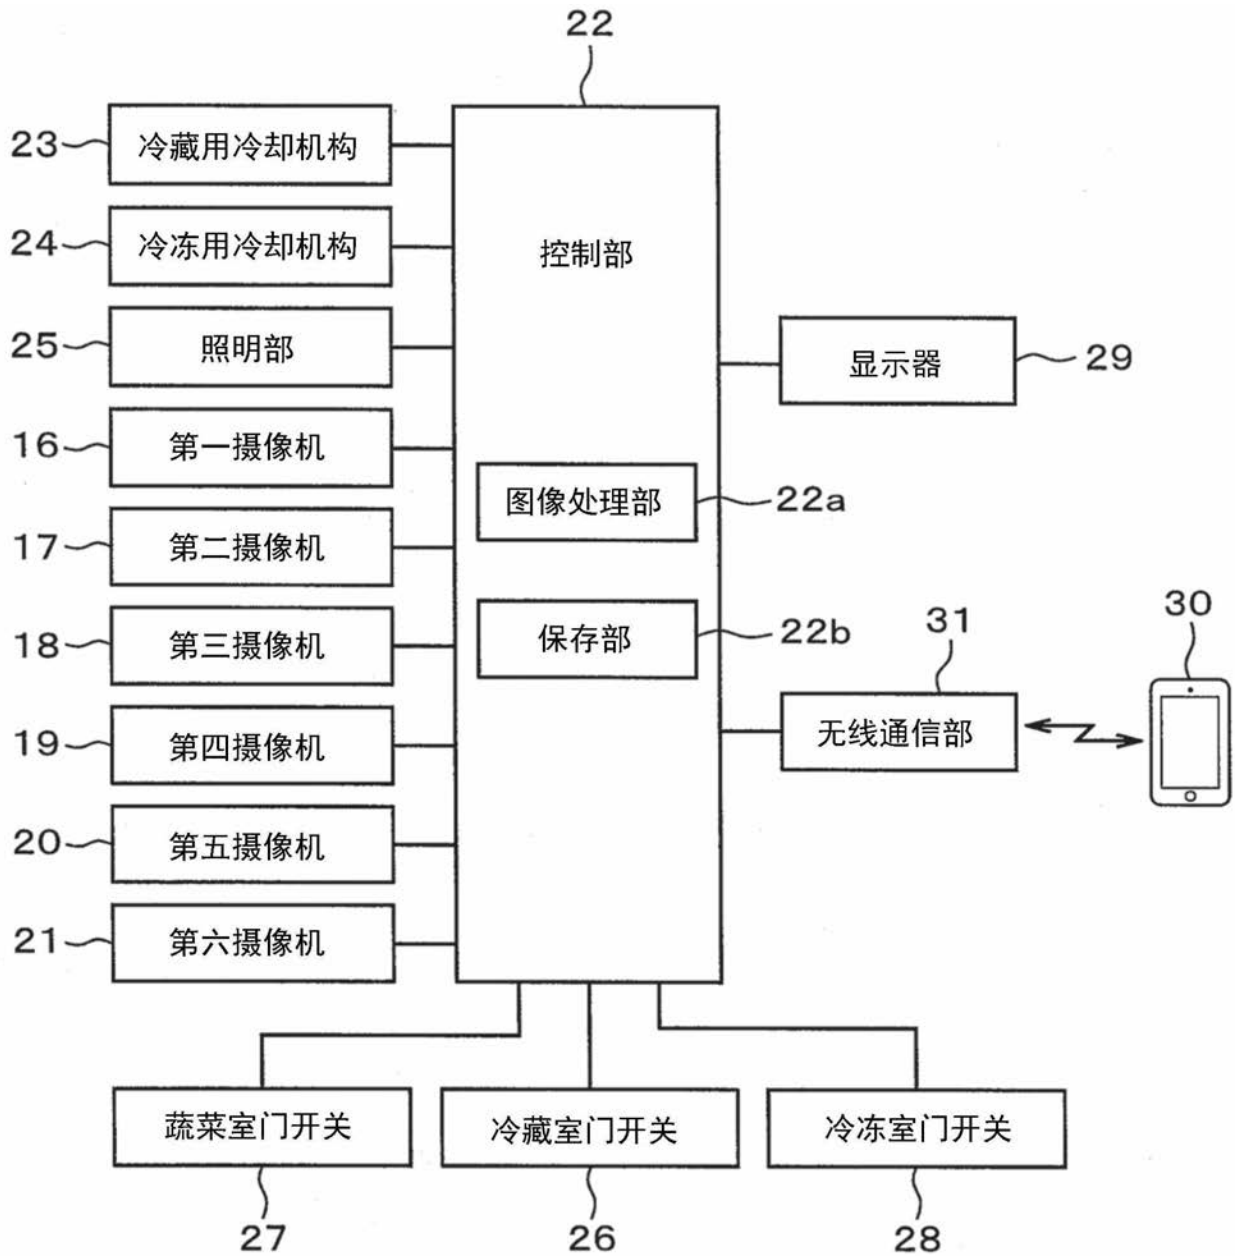 22
23 冷藏用冷却机构
24 冷冻用冷却机构
控制部
25 照明部
显示器 29
16 第一摄像机
图像处理部 22a
17 第二摄像机
18 第三摄像机
保存部 22b
31
30
19 第四摄像机
无线通信部
20 第五摄像机
21 第六摄像机
蔬菜室门开关
冷藏室门开关
冷冻室门开关
27
26
28